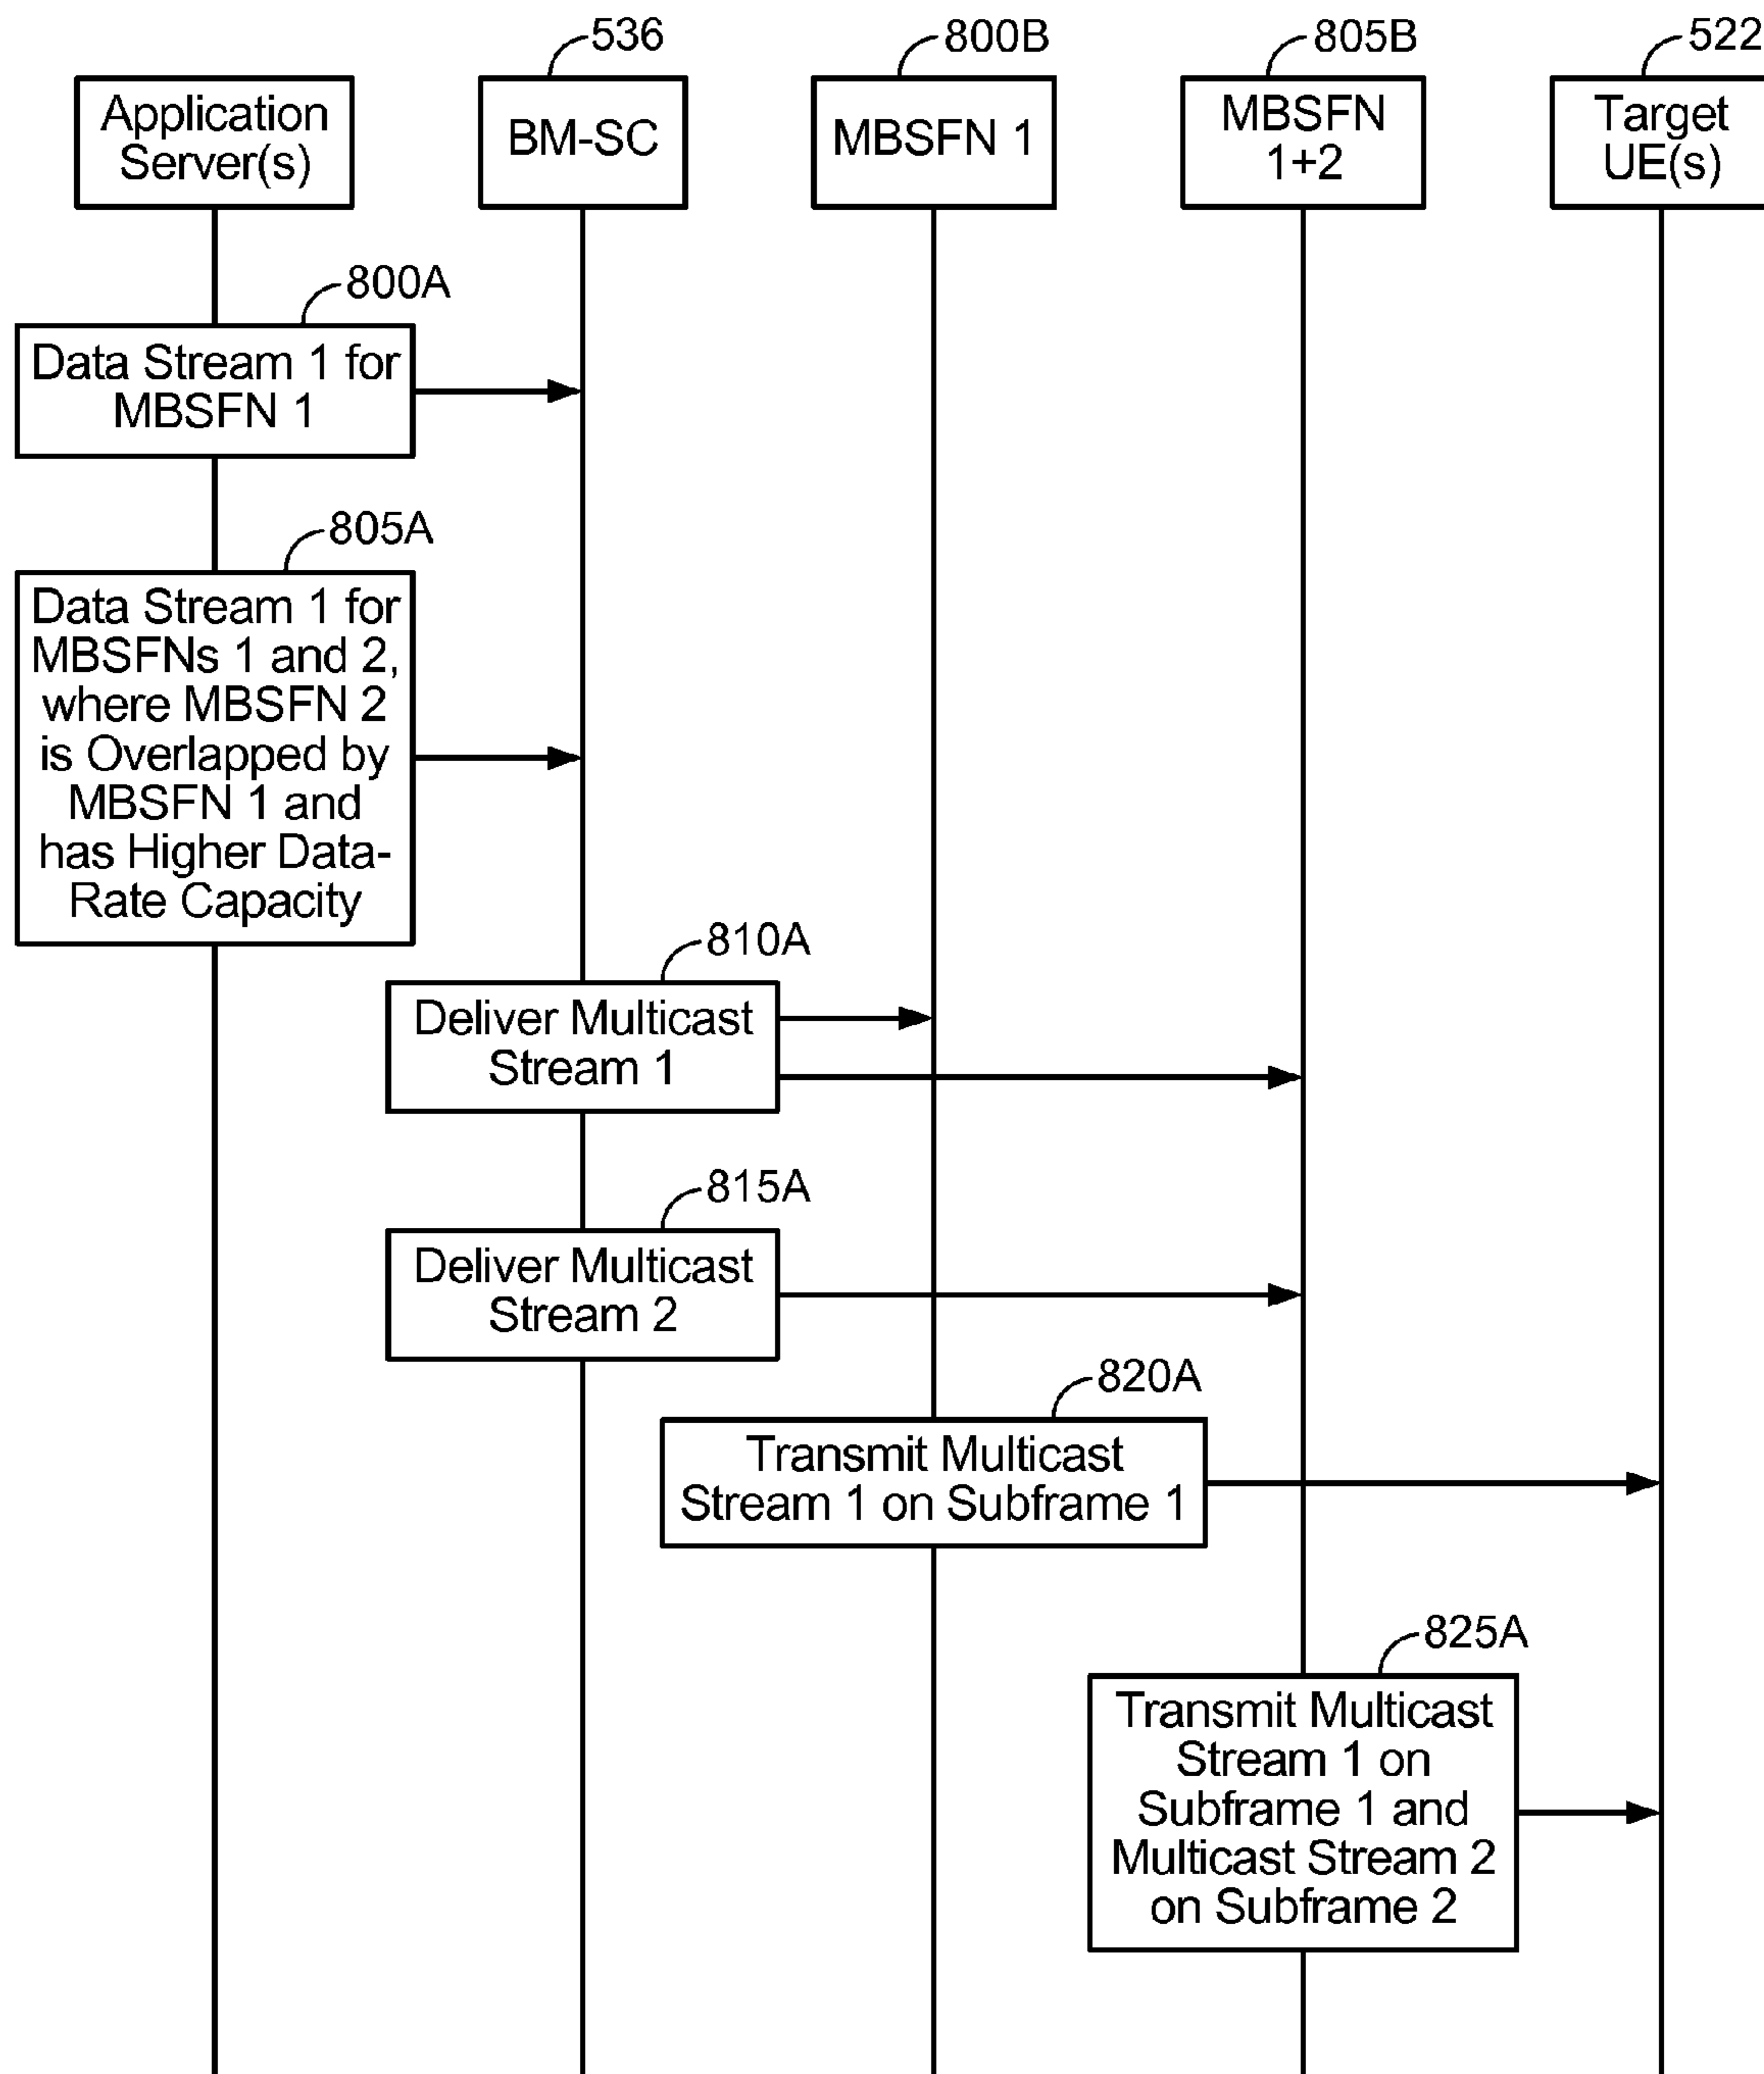 536
800B
805B
522
Application
Server(s)
BM-SC
MBSFN 1
MBSFN
1+2
Target
UE(s)
800A
Data Stream 1 for
MBSFN 1
805A
Data Stream 1 for
MBSFNs 1 and 2,
where MBSFN 2
is Overlapped by
MBSFN 1 and
has Higher Data-
Rate Capacity
810A
Deliver Multicast
Stream 1
815A
Deliver Multicast
Stream 2
820A
Transmit Multicast
Stream 1 on Subframe 1
825A
Transmit Multicast
Stream 1 on
Subframe 1 and
Multicast Stream 2
on Subframe 2